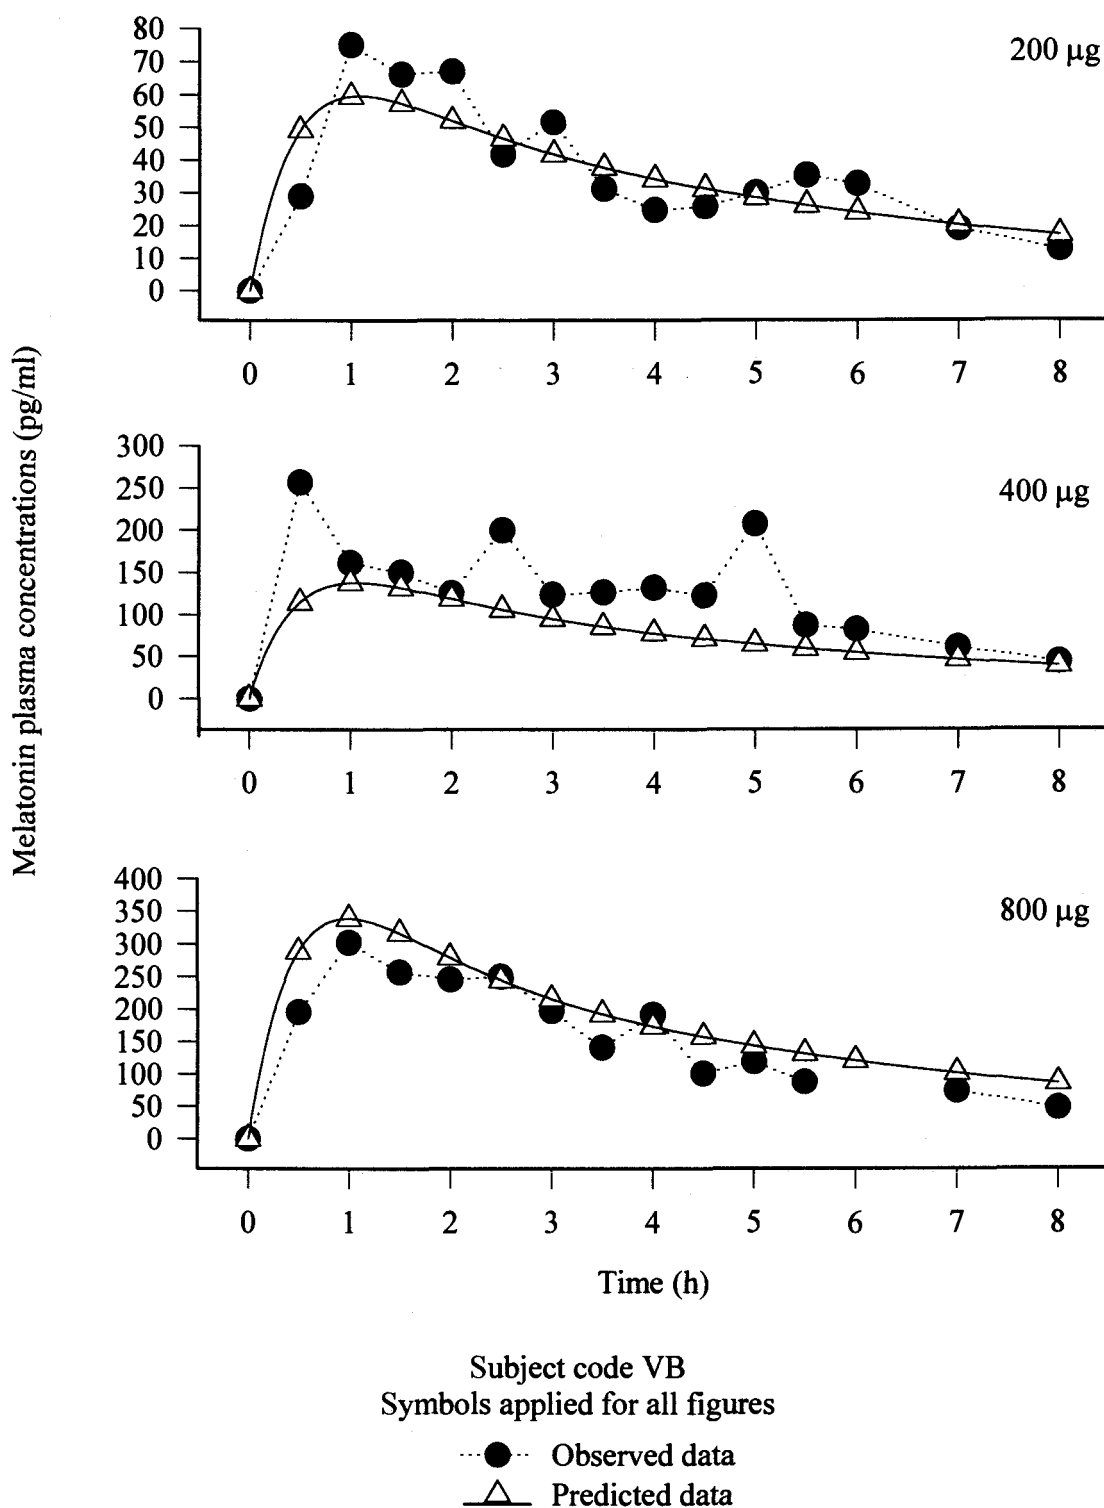 Melatonin plasma concentrations (pg/ml)
200 µg
80
70
60
50
40
30
20
10
0
0 1 2 3 4 5 6 7 8
400 µg
300
250
200
150
100
50
0
0 1 2 3 4 5 6 7 8
800 µg
400
350
300
250
200
150
100
50
0
0 1 2 3 4 5 6 7 8
Time (h)
Subject code VB
Symbols applied for all figures
Observed data
Predicted data